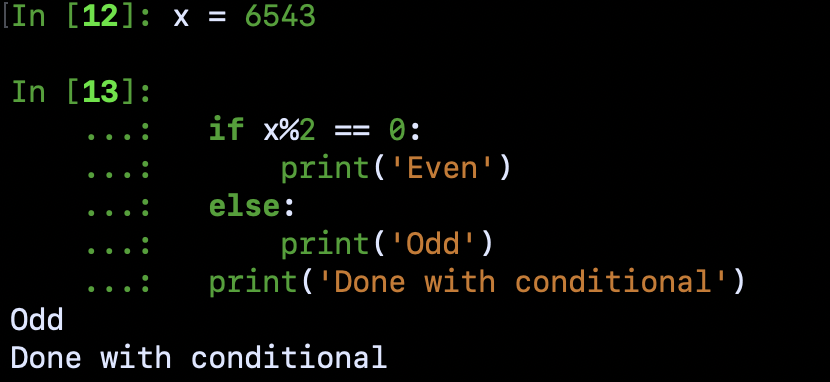 In [12]: x = 6543
In [13]:
    ...:   if x%2 == 0:
    ...:       print('Even')
    ...:   else:
    ...:       print('Odd')
    ...:   print('Done with conditional')
Odd
Done with conditional